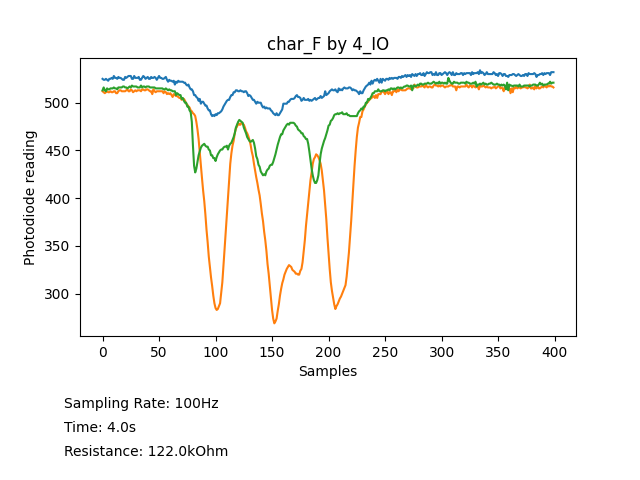 char_F by 4_IO
500
450
400
350
300
Photodiode reading
0 50 100 150 200 250 300 350 400
Samples
Sampling Rate: 100Hz
Time: 4.0s
Resistance: 122.0kOhm